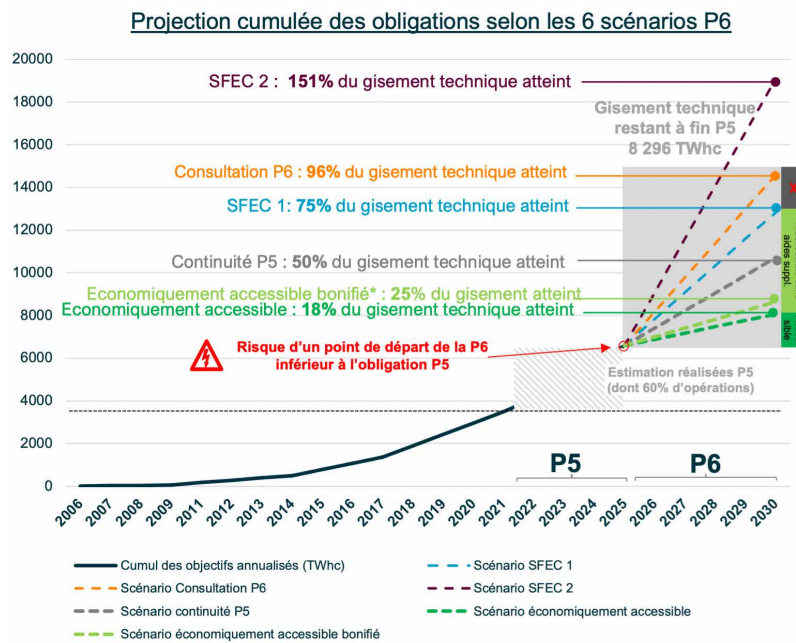 Projection cumulée des obligations selon les 6 scénarios P6
20000
18000
16000
14000
12000
10000
8000
6000
4000
2000
0
SFEC 2 : 151% du gisement technique atteint
Gisement technique
restant à fin P5
8 296 TWhc
Consultation P6 : 96% du gisement technique atteint
SFEC 1: 75% du gisement technique atteint
Continuité P5 : 50% du gisement technique atteint
Economiquement accessible bonifié* : 25% du gisement atteint
Economiquement accessible : 18% du gisement technique atteint
aides suppl.
sible
Risque d'un point de départ de la P6
inférieur à l'obligation P5
Estimation réalisées P5
(dont 60% d'opérations)
P5
P6
2006
2007
2008
2009
2011
2012
2013
2014
2015
2016
2017
2018
2019
2020
2021
2022
2023
2024
2025
2026
2027
2028
2029
2030
Cumul des objectifs annualisés (TWhc)
Scénario SFEC 1
Scénario Consultation P6
Scénario SFEC 2
Scénario continuité P5
Scénario économiquement accessible
Scénario économiquement accessible bonifié